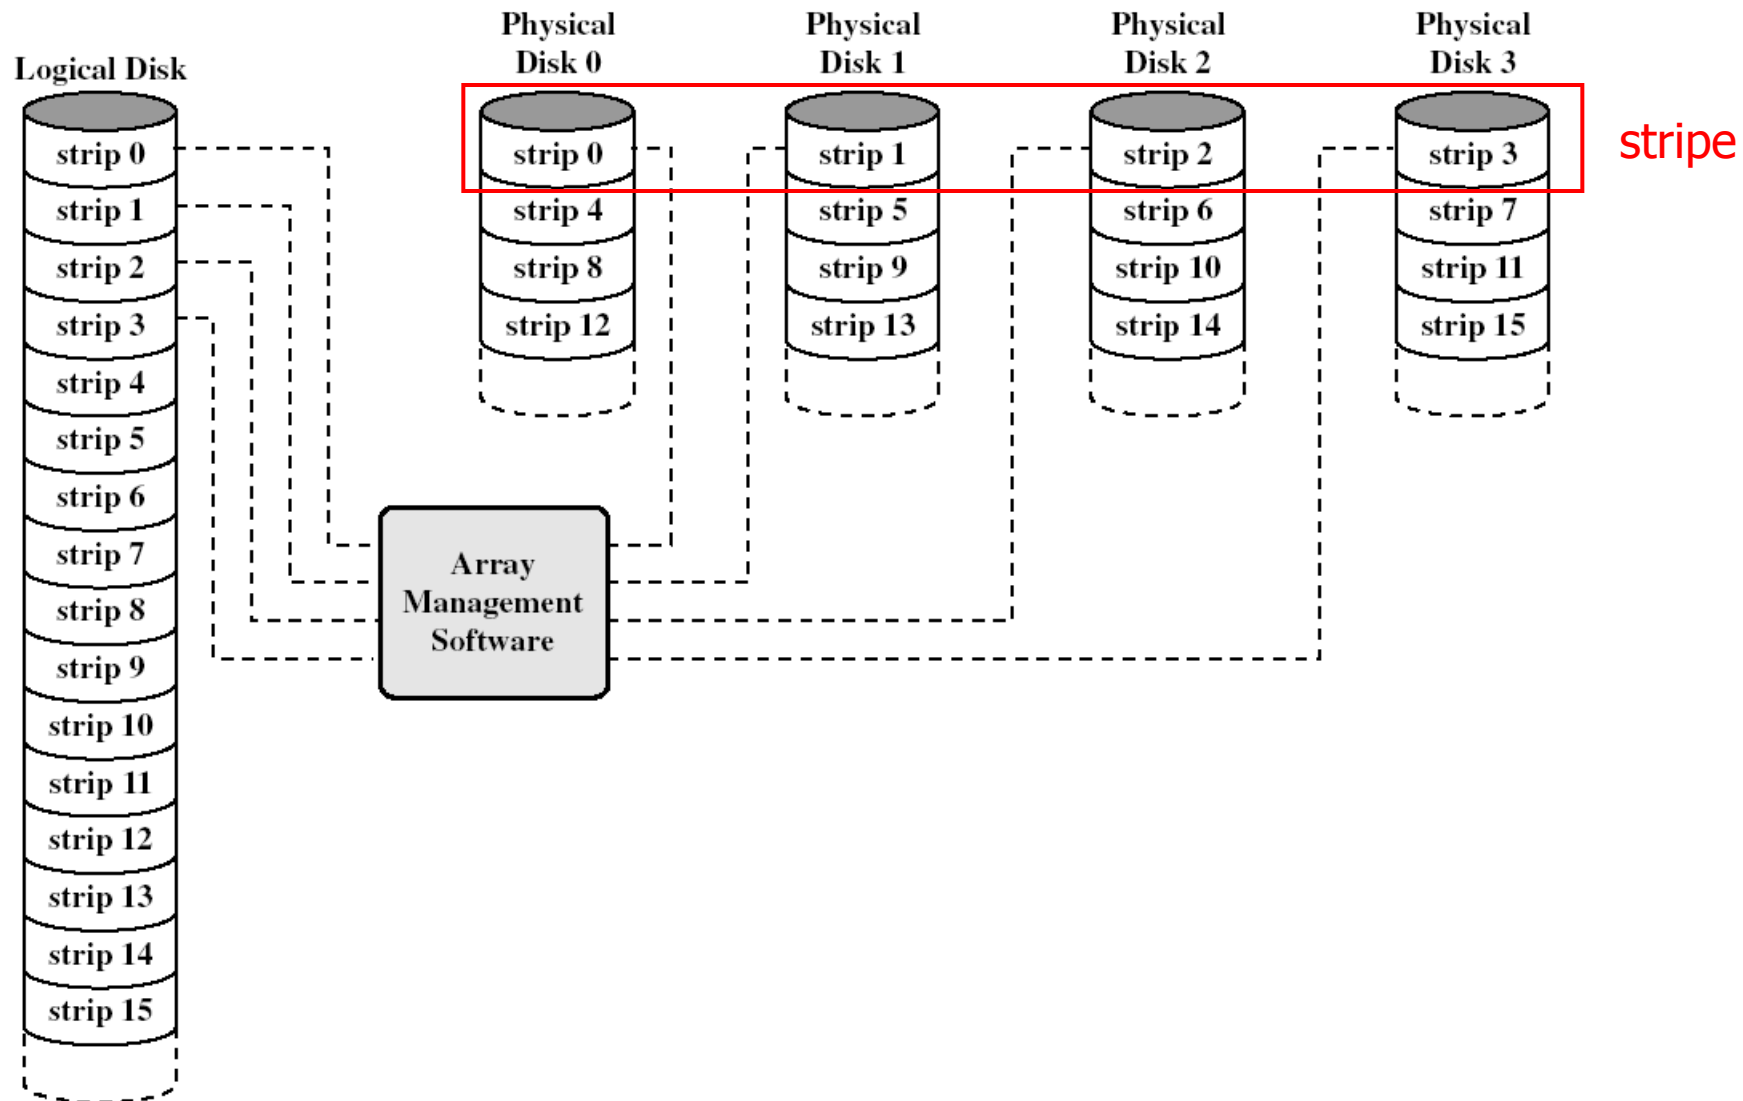 Logical Disk
strip 0
strip 1
strip 2
strip 3
strip 4
strip 5
strip 6
strip 7
strip 8
strip 9
strip 10
strip 11
strip 12
strip 13
strip 14
strip 15
Physical
Disk 0
strip 0
strip 4
strip 8
strip 12
Physical
Disk 1
strip 1
strip 5
strip 9
strip 13
Physical
Disk 2
strip 2
strip 6
strip 10
strip 14
Physical
Disk 3
strip 3
strip 7
strip 11
strip 15
stripe
Array
Management
Software